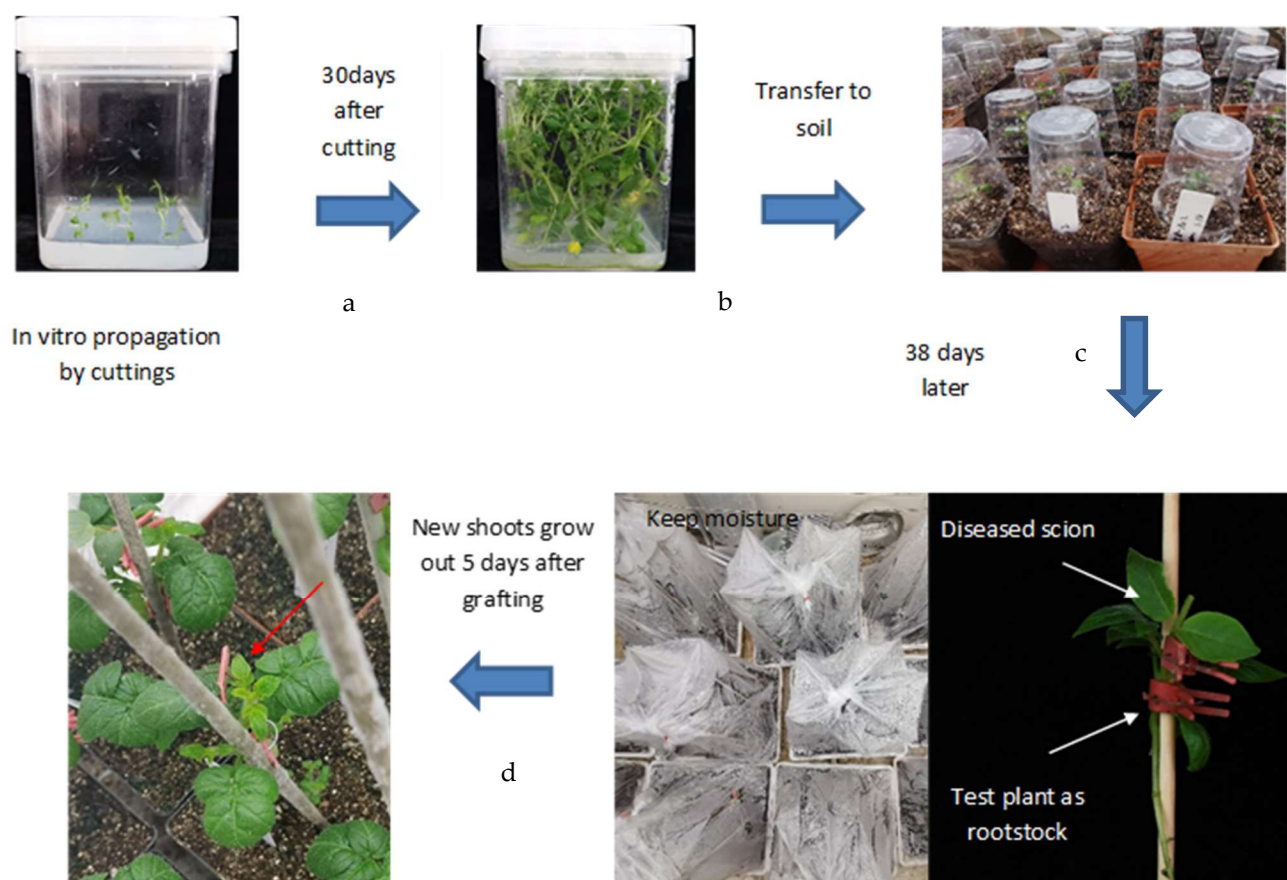 30days
after
cutting
Transfer to
soil
a
b
In vitro propagation
by cuttings
38 days
later
c
New shoots grow
out 5 days after
grafting
d
Keep moisture
Diseased scion
Test plant as
rootstock